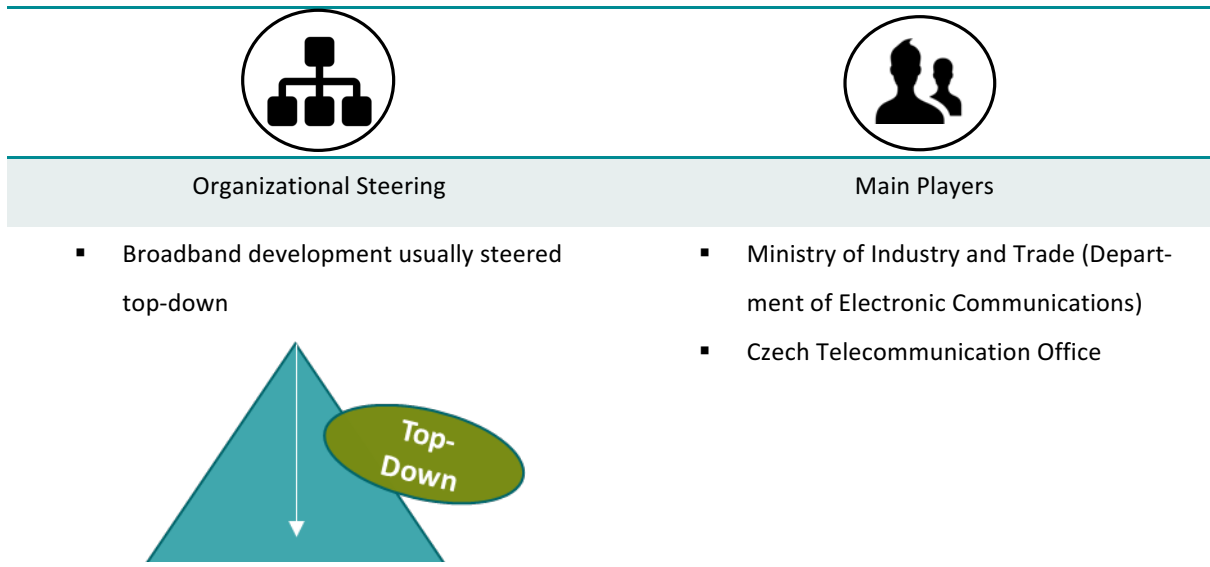 Organizational Steering
Main Players
▪ Broadband development usually steered
top-down
▪ Ministry of Industry and Trade (Depart-
ment of Electronic Communications)
▪ Czech Telecommunication Office
Top-
Down